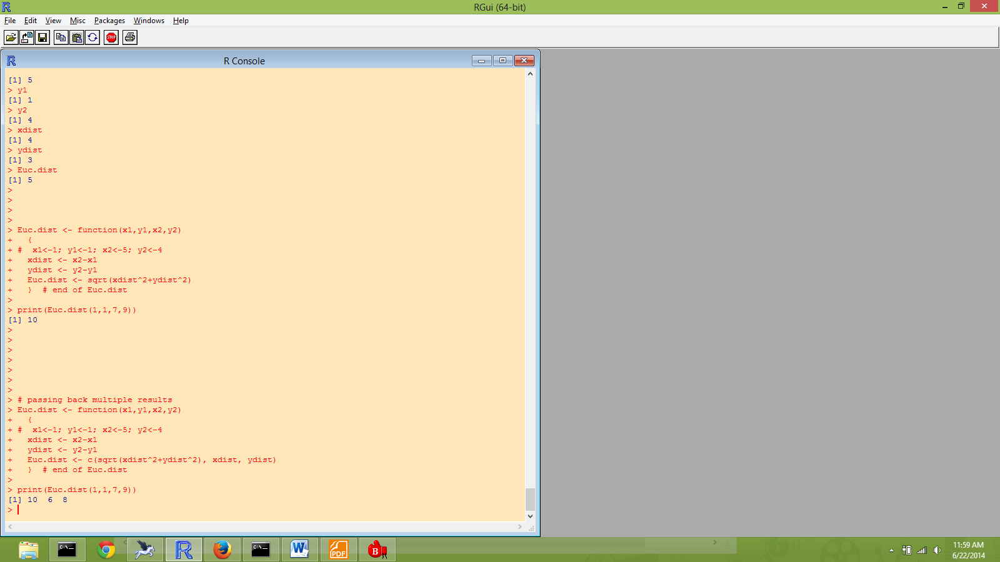 RGui (64-bit)
File Edit View Misc Packages Windows Help
STOP
R Console
[1] 5
> y1
[1] 1
> y2
[1] 4
> xdist
[1] 4
> ydist
[1] 3
> Euc.dist
[1] 5
>
>
>
>
> Euc.dist <- function(x1,y1,x2,y2)
+   {
+ #  x1<-1; y1<-1; x2<-5; y2<-4
+   xdist <- x2-x1
+   ydist <- y2-y1
+   Euc.dist <- sqrt(xdist^2+ydist^2)
+   }  # end of Euc.dist
>
> print(Euc.dist(1,1,7,9))
[1] 10
>
>
>
>
>
>
>
> # passing back multiple results
> Euc.dist <- function(x1,y1,x2,y2)
+   {
+ #  x1<-1; y1<-1; x2<-5; y2<-4
+   xdist <- x2-x1
+   ydist <- y2-y1
+   Euc.dist <- c(sqrt(xdist^2+ydist^2), xdist, ydist)
+   }  # end of Euc.dist
>
> print(Euc.dist(1,1,7,9))
[1] 10  6  8
>
C:\_ R C:\_ W PDF B
11:59 AM
6/22/2014